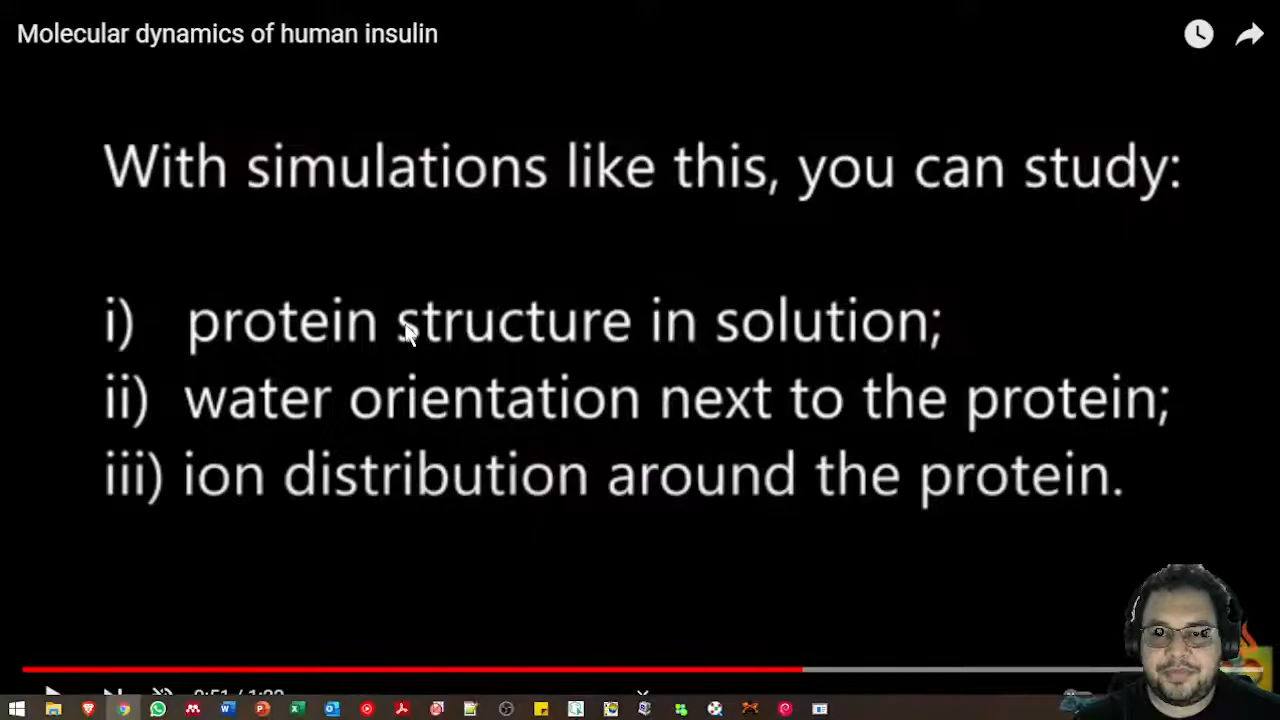 Molecular dynamics of human insulin
With simulations like this, you can study:
i) protein structure in solution;
ii) water orientation next to the protein;
iii) ion distribution around the protein.